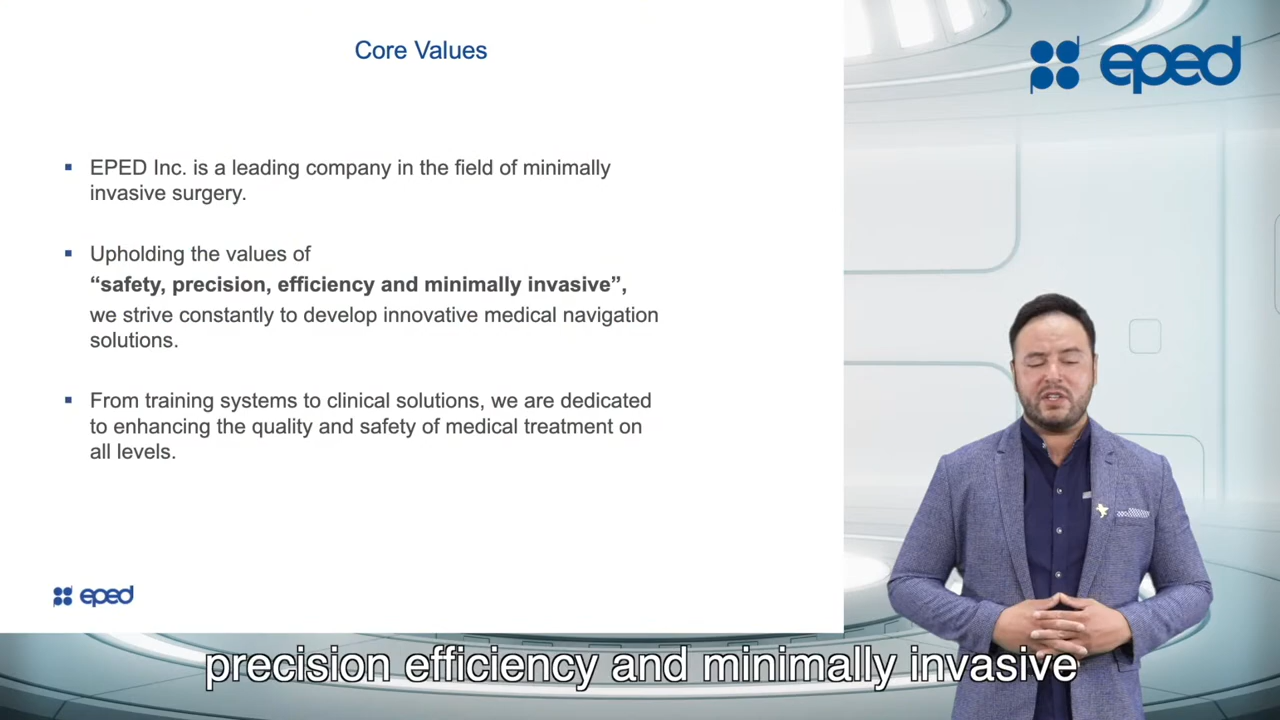 Core Values
eped
EPED Inc. is a leading company in the field of minimally
invasive surgery.
Upholding the values of
“safety, precision, efficiency and minimally invasive”,
we strive constantly to develop innovative medical navigation
solutions.
From training systems to clinical solutions, we are dedicated
to enhancing the quality and safety of medical treatment on
all levels.
eped
precision efficiency and minimally invasive